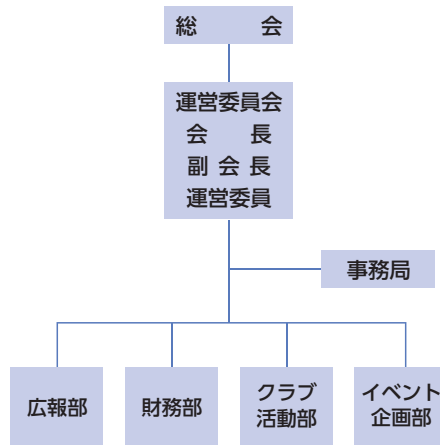 総　　会
運営委員会
会　　長
副 会 長
運営委員
事務局
広報部
財務部
クラブ
活動部
イベント
企画部